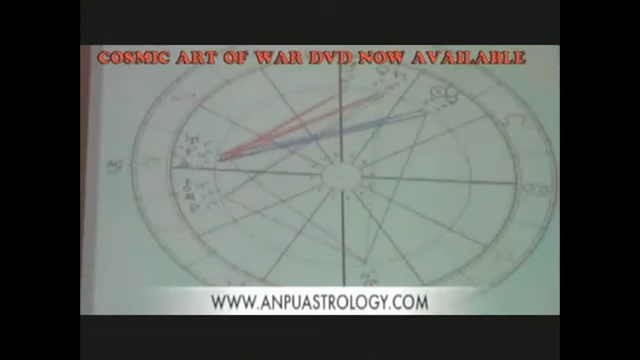 COSMIC ART OF WAR DVD NOW AVAILABLE
WWW.ANPUASTROLOGY.COM